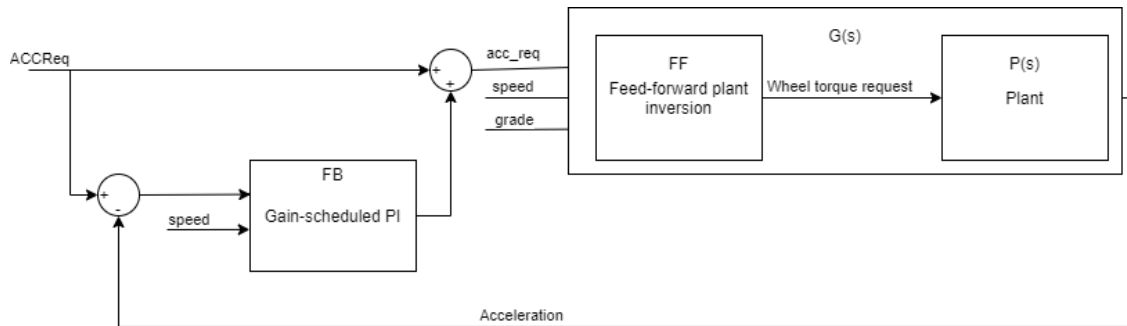 ACCReq
+
+
acc_req
speed
grade
G(s)
FF
Feed-forward plant
inversion
Wheel torque request
P(s)
Plant
+
-
speed
FB
Gain-scheduled PI
Acceleration